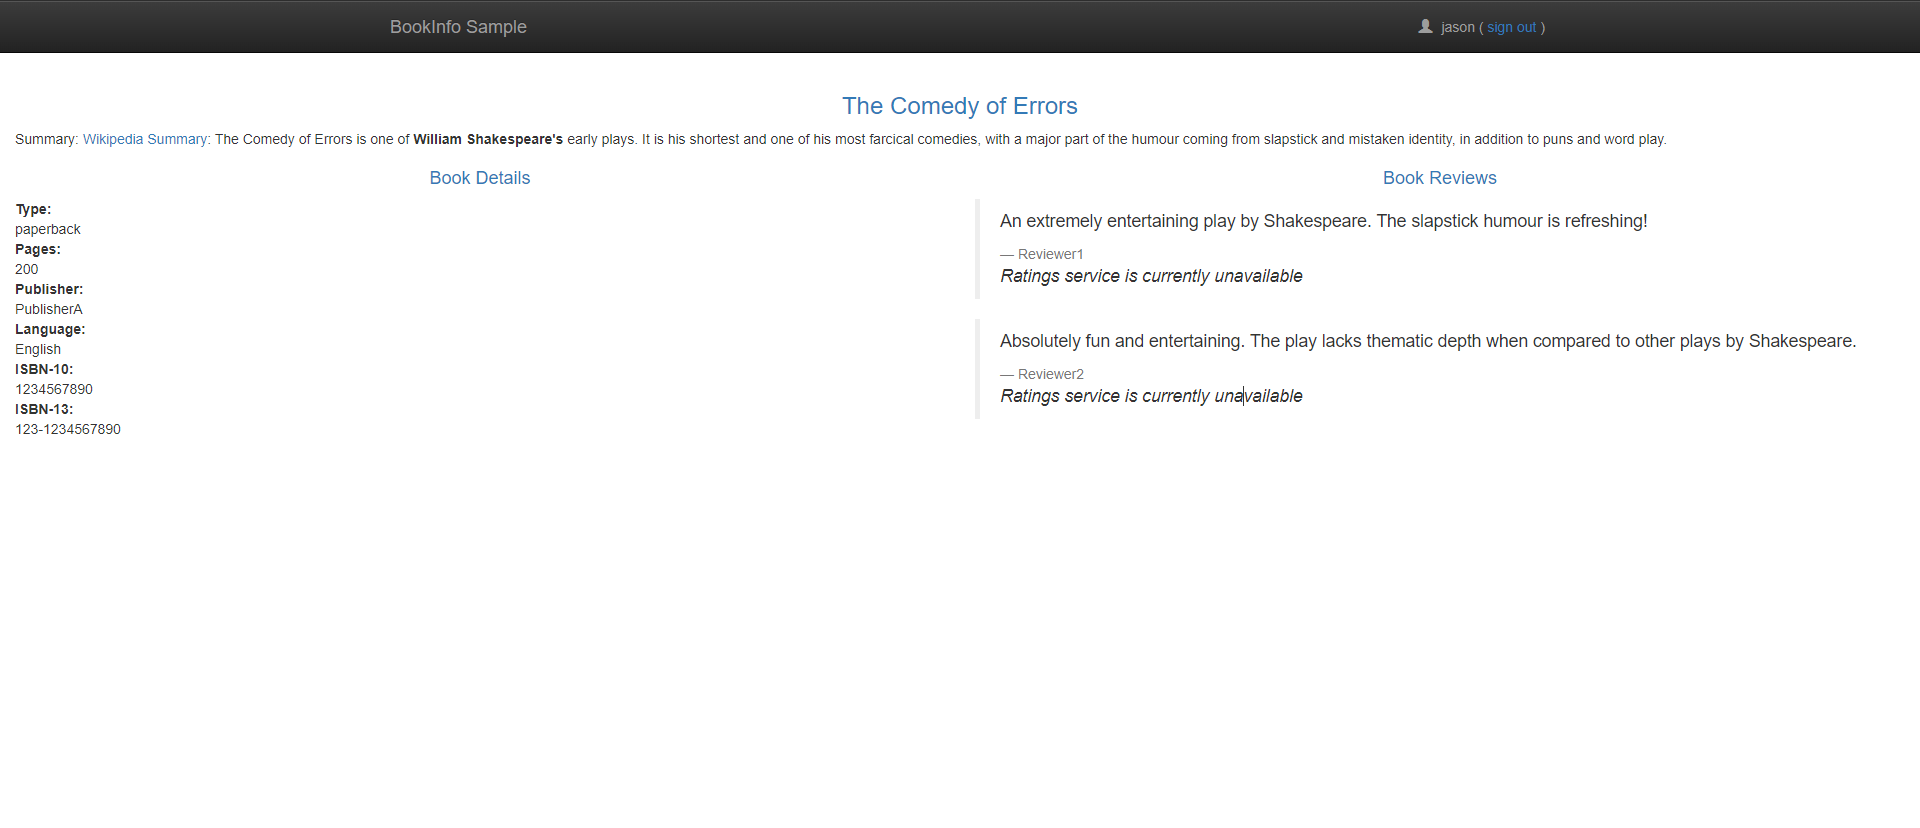 BookInfo Sample
jason ( sign out )
The Comedy of Errors
Summary: Wikipedia Summary: The Comedy of Errors is one of William Shakespeare's early plays. It is his shortest and one of his most farcical comedies, with a major part of the humour coming from slapstick and mistaken identity, in addition to puns and word play.
Book Details
Type:
paperback
Pages:
200
Publisher:
PublisherA
Language:
English
ISBN-10:
1234567890
ISBN-13:
123-1234567890
Book Reviews
An extremely entertaining play by Shakespeare. The slapstick humour is refreshing!
— Reviewer1
Ratings service is currently unavailable
Absolutely fun and entertaining. The play lacks thematic depth when compared to other plays by Shakespeare.
— Reviewer2
Ratings service is currently unavailable